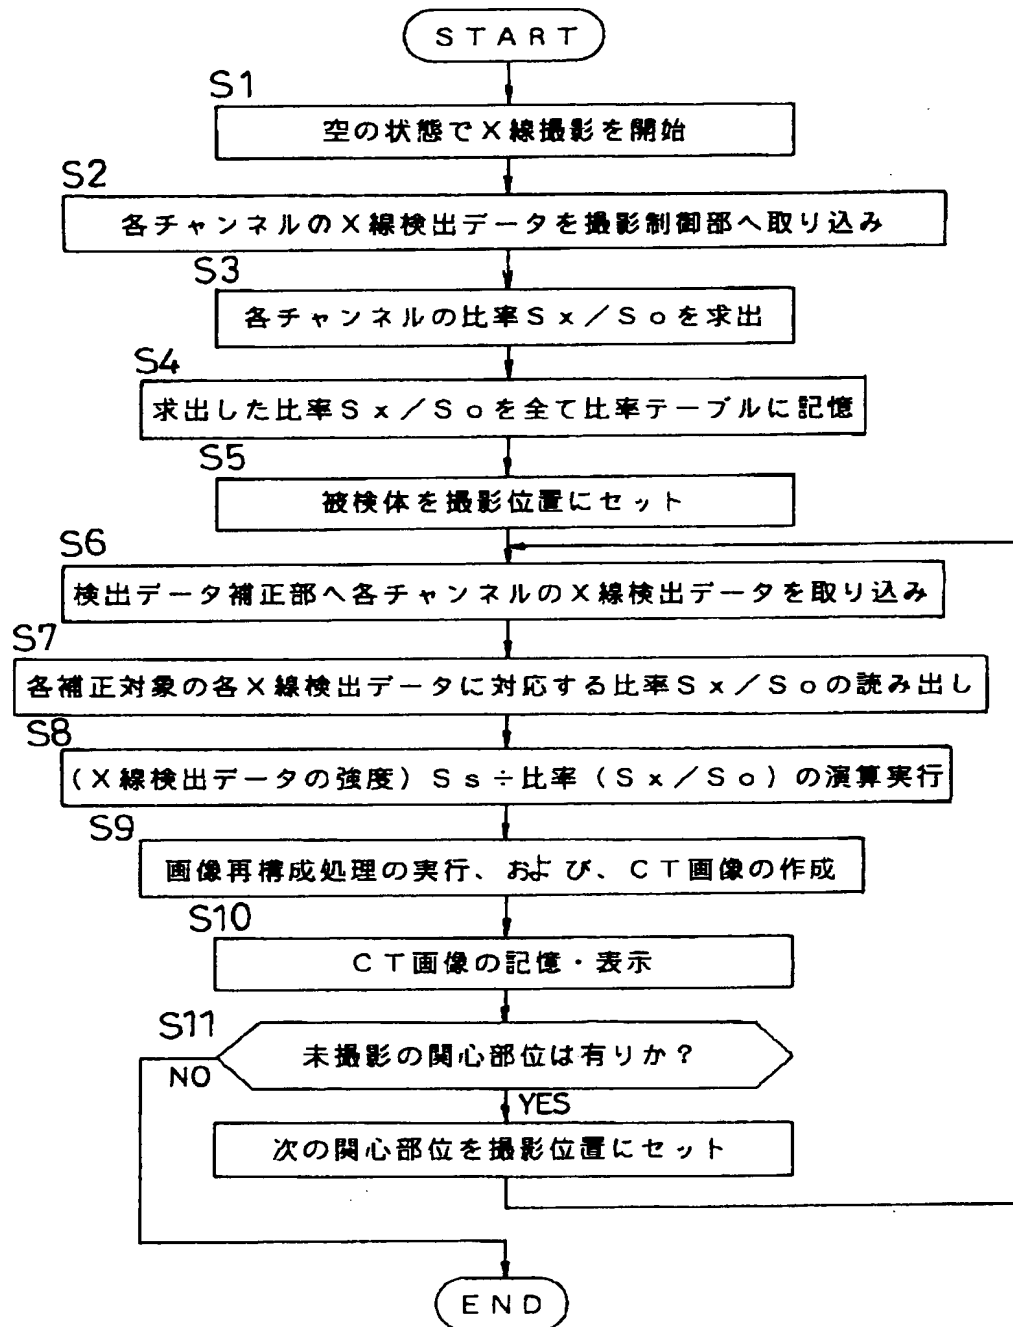 START
S1
空の状態でX線撮影を開始
S2
各チャンネルのX線検出データを撮影制御部へ取り込み
S3
各チャンネルの比率Sx/Soを求出
S4
求出した比率Sx/Soを全て比率テーブルに記憶
S5
被検体を撮影位置にセット
S6
検出データ補正部へ各チャンネルのX線検出データを取り込み
S7
各補正対象の各X線検出データに対応する比率Sx/Soの読み出し
S8
(X線検出データの強度)Ss÷比率(Sx/So)の演算実行
S9
画像再構成処理の実行、および、CT画像の作成
S10
CT画像の記憶・表示
S11
未撮影の関心部位は有りか?
NO
YES
次の関心部位を撮影位置にセット
END